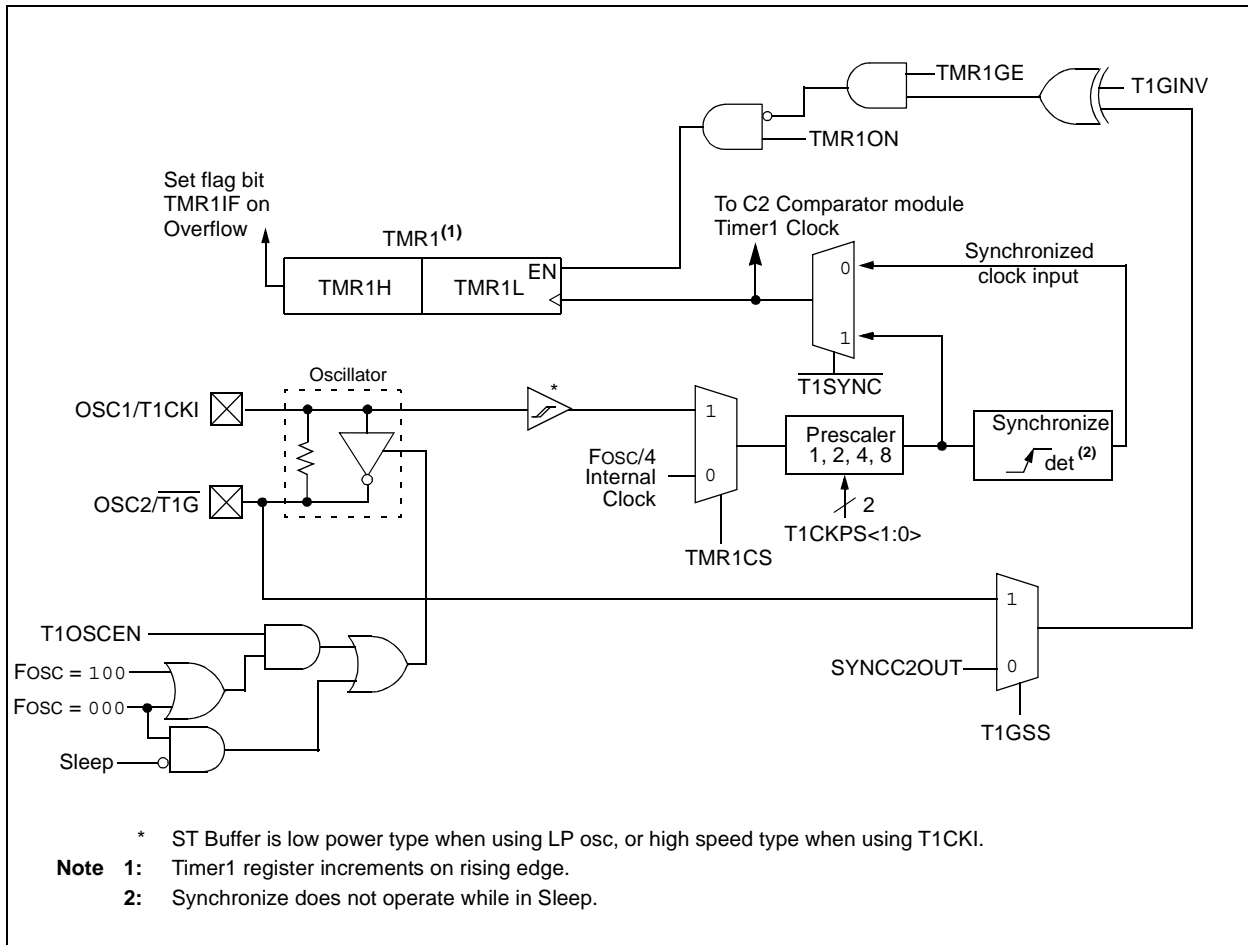 TMR1GE
T1GINV
TMR1ON
Set flag bit
TMR1IF on
Overflow
To C2 Comparator module
Timer1 Clock
TMR1(1)
EN
TMR1H
TMR1L
0
1
Synchronized
clock input
T1SYNC
Oscillator
*
OSC1/T1CKI
OSC2/T1G
FOSC/4
Internal
Clock
1
0
TMR1CS
Prescaler
1, 2, 4, 8
2
T1CKPS<1:0>
Synchronize
det(2)
T1OSCEN
FOSC = 100
FOSC = 000
Sleep
1
0
SYNCC2OUT
T1GSS
* ST Buffer is low power type when using LP osc, or high speed type when using T1CKI.
Note 1: Timer1 register increments on rising edge.
2: Synchronize does not operate while in Sleep.